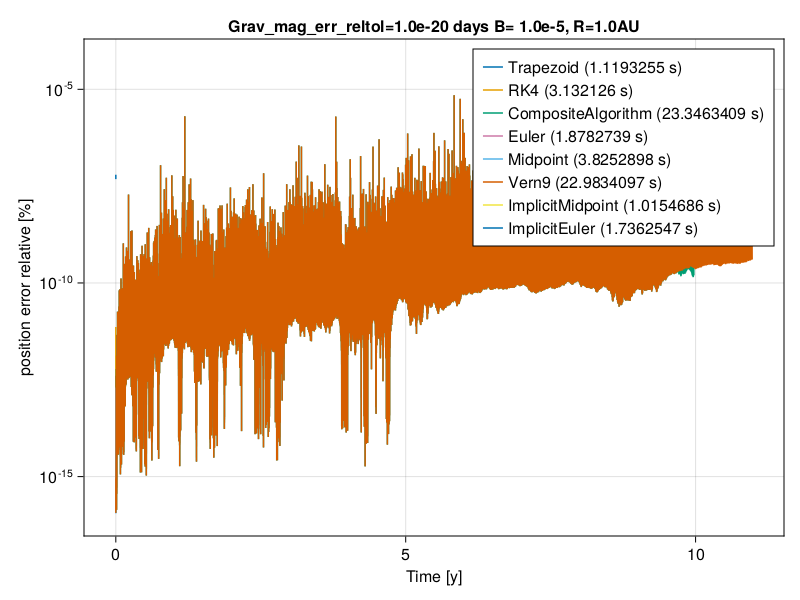 Grav_mag_err_reltol=1.0e-20 days B= 1.0e-5, R=1.0AU
Trapezoid (1.1193255 s)
RK4 (3.132126 s)
CompositeAlgorithm (23.3463409 s)
Euler (1.8782739 s)
Midpoint (3.8252898 s)
Vern9 (22.9834097 s)
ImplicitMidpoint (1.0154686 s)
ImplicitEuler (1.7362547 s)
position error relative [%]
10^-5
10^-10
10^-15
0 5 10
Time [y]